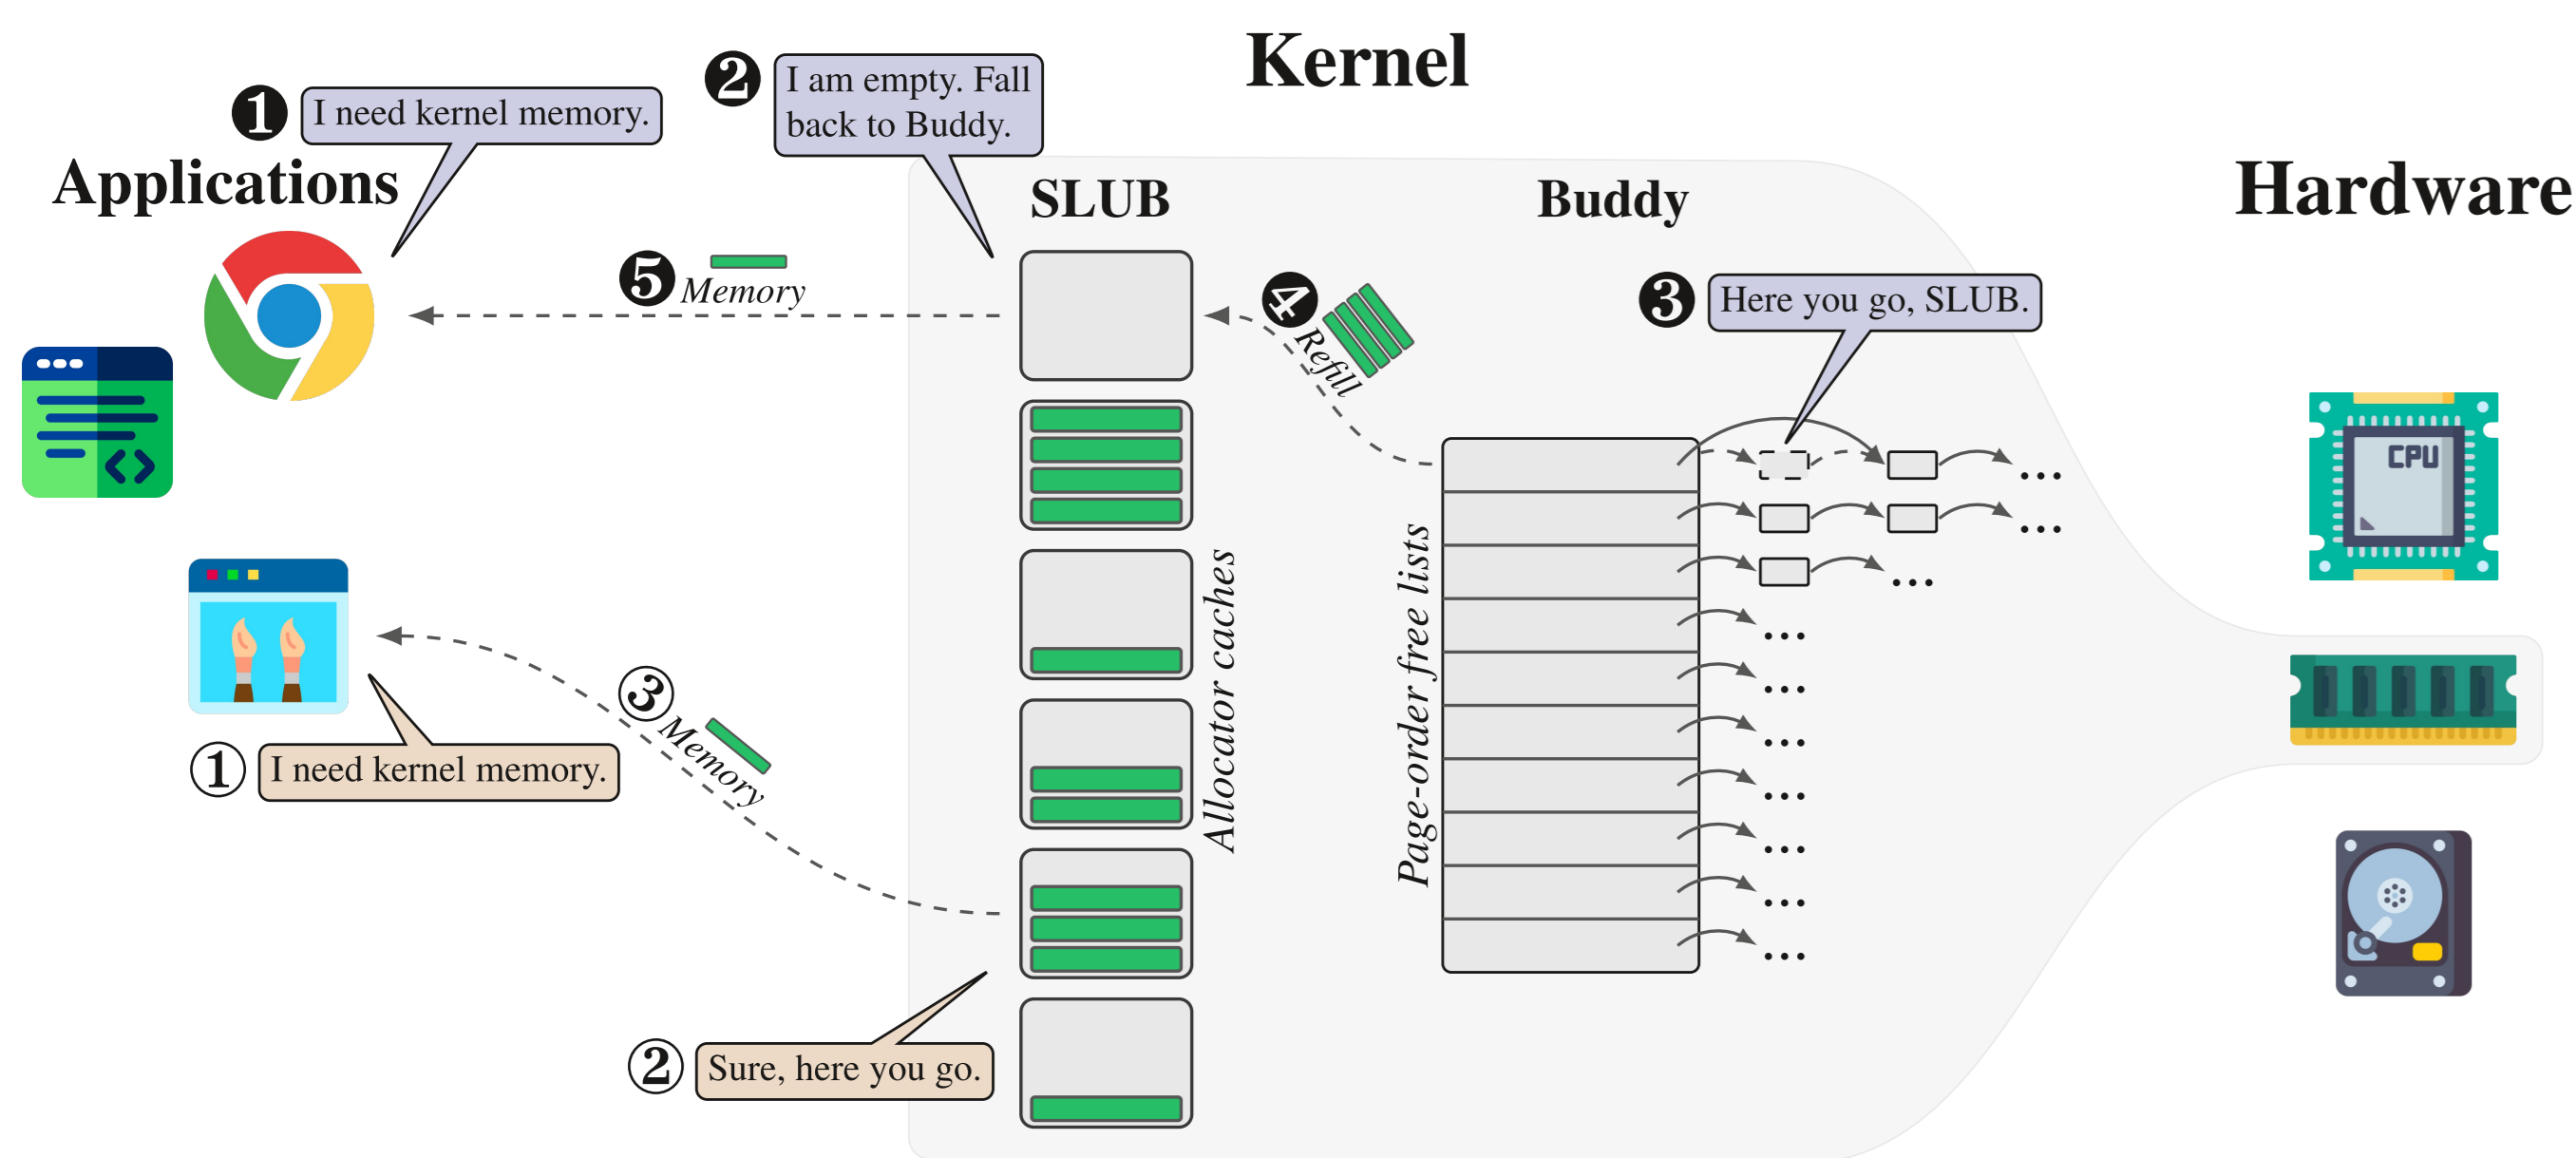 Kernel
❶ I need kernel memory.
❷ I am empty. Fall
back to Buddy.
Applications
Hardware
SLUB
Buddy
❺ Memory
❹ Refill
❸ Here you go, SLUB.
...
...
...
...
...
...
...
...
...
...
CPU
Allocator caches
Page-order free lists
③ Memory
① I need kernel memory.
② Sure, here you go.